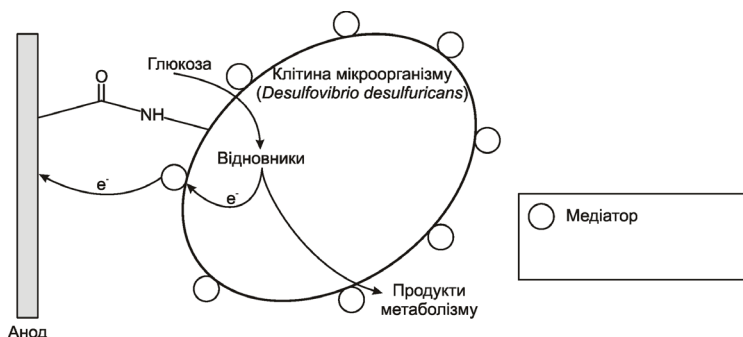 Глюкоза
Клітина мікроорганізму
(Desulfovibrio desulfuricans)
O
NH
Відновники
e-
e-
Медіатор
Продукти
метаболізму
Анод